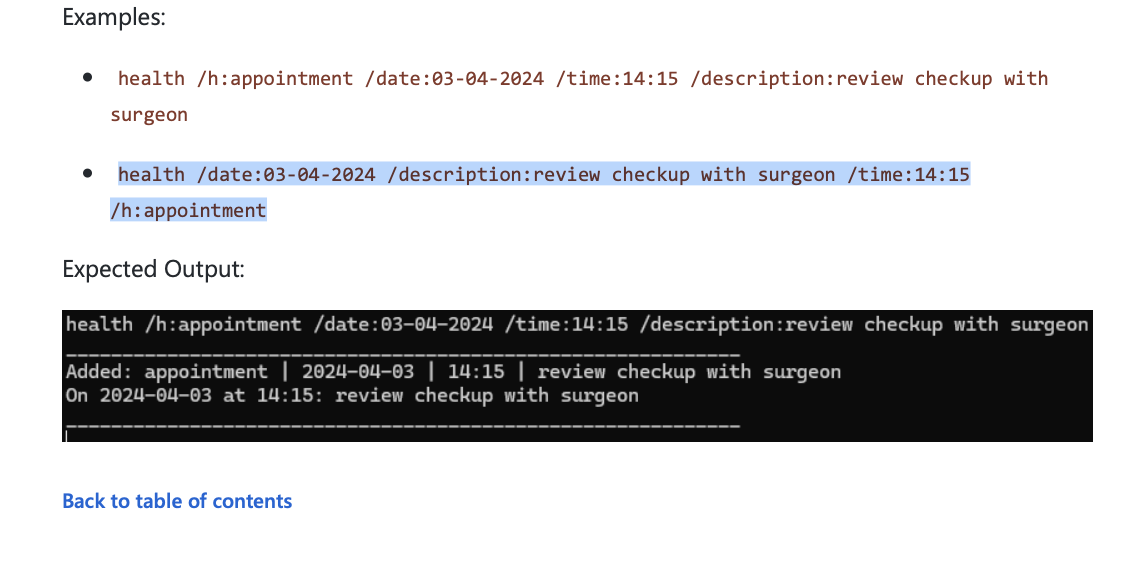 Examples:
health /h:appointment /date:03-04-2024 /time:14:15 /description:review checkup with
surgeon
health /date:03-04-2024 /description:review checkup with surgeon /time:14:15
/h:appointment
Expected Output:
health /h:appointment /date:03-04-2024 /time:14:15 /description:review checkup with surgeon
____________________________________________________________
Added: appointment | 2024-04-03 | 14:15 | review checkup with surgeon
On 2024-04-03 at 14:15: review checkup with surgeon
____________________________________________________________
Back to table of contents